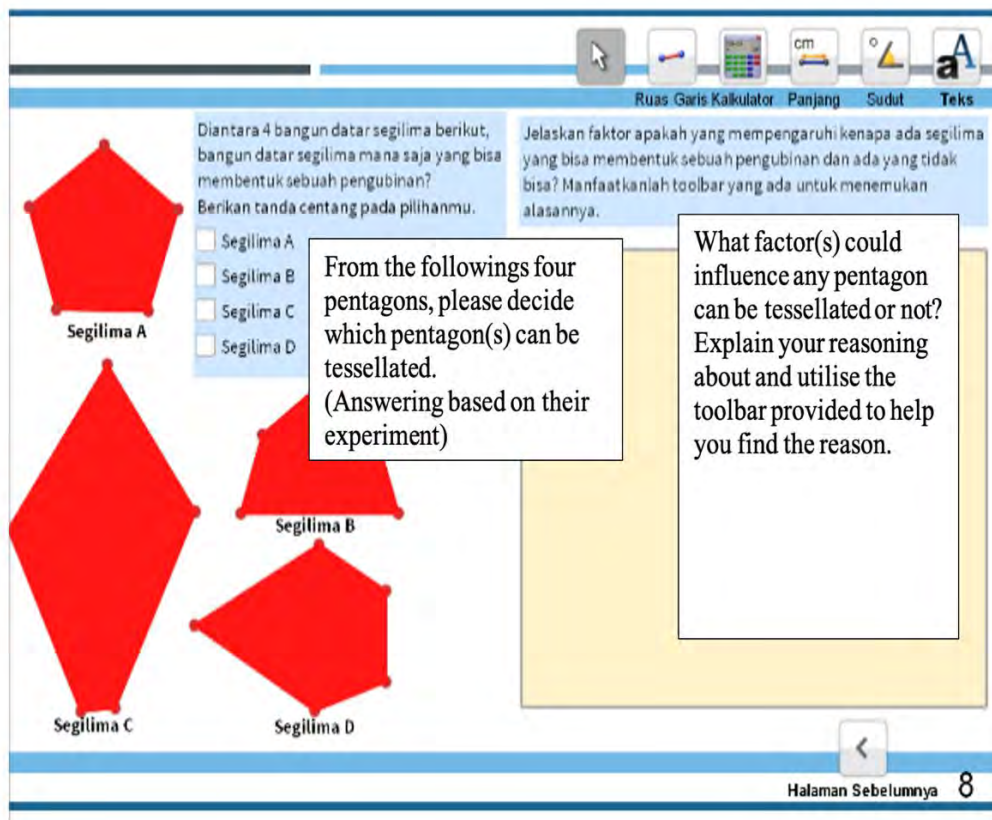 cm
Ruas Garis Kalkulator Panjang Sudut Teks
Diantara 4 bangun datar segilima berikut,
bangun datar segilima mana saja yang bisa
membentuk sebuah pengubinan?
Berikan tanda centang pada pilihanmu.
Segilima A
Segilima B
Segilima C
Segilima D
Jelaskan faktor apakah yang mempengaruhi kenapa ada segilima
yang bisa membentuk sebuah pengubinan dan ada yang tidak
bisa? Manfaatkanlah toolbar yang ada untuk menemukan
alasannya.
From the followings four
pentagons, please decide
which pentagon(s) can be
tessellated.
(Answering based on their
experiment)
What factor(s) could
influence any pentagon
can be tessellated or not?
Explain your reasoning
about and utilise the
toolbar provided to help
you find the reason.
Segilima A
Segilima B
Segilima C
Segilima D
Halaman Sebelumnya 8